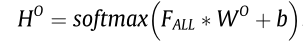 H^O = softmax(F_ALL * W^O + b)